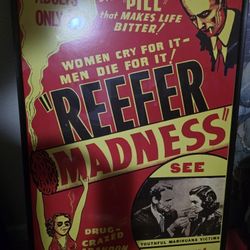 ADULTS
ONLY
"PILL"
that MAKES LIFE
BITTER!
WOMEN CRY FOR IT-
MEN DIE FOR IT!
"REEFER
MADNESS"
SEE
DRUG-
CRAZED
ABANDON
YOUTHFUL MARIHUANA VICTIMS